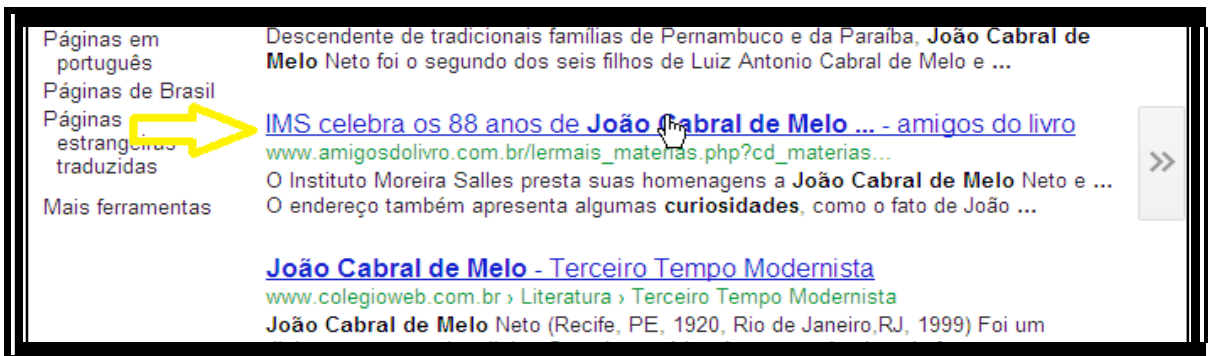 Páginas em
português
Páginas de Brasil
Páginas
estrangeiras
traduzidas
Mais ferramentas
Descendente de tradicionais famílias de Pernambuco e da Paraíba, João Cabral de
Melo Neto foi o segundo dos seis filhos de Luiz Antonio Cabral de Melo e ...
IMS celebra os 88 anos de João Cabral de Melo ... - amigos do livro
www.amigosdolivro.com.br/lermais_materias.php?cd_materias...
O Instituto Moreira Salles presta suas homenagens a João Cabral de Melo Neto e ...
O endereço também apresenta algumas curiosidades, como o fato de João ...
João Cabral de Melo - Terceiro Tempo Modernista
www.colegioweb.com.br › Literatura › Terceiro Tempo Modernista
João Cabral de Melo Neto (Recife, PE, 1920, Rio de Janeiro,RJ, 1999) Foi um